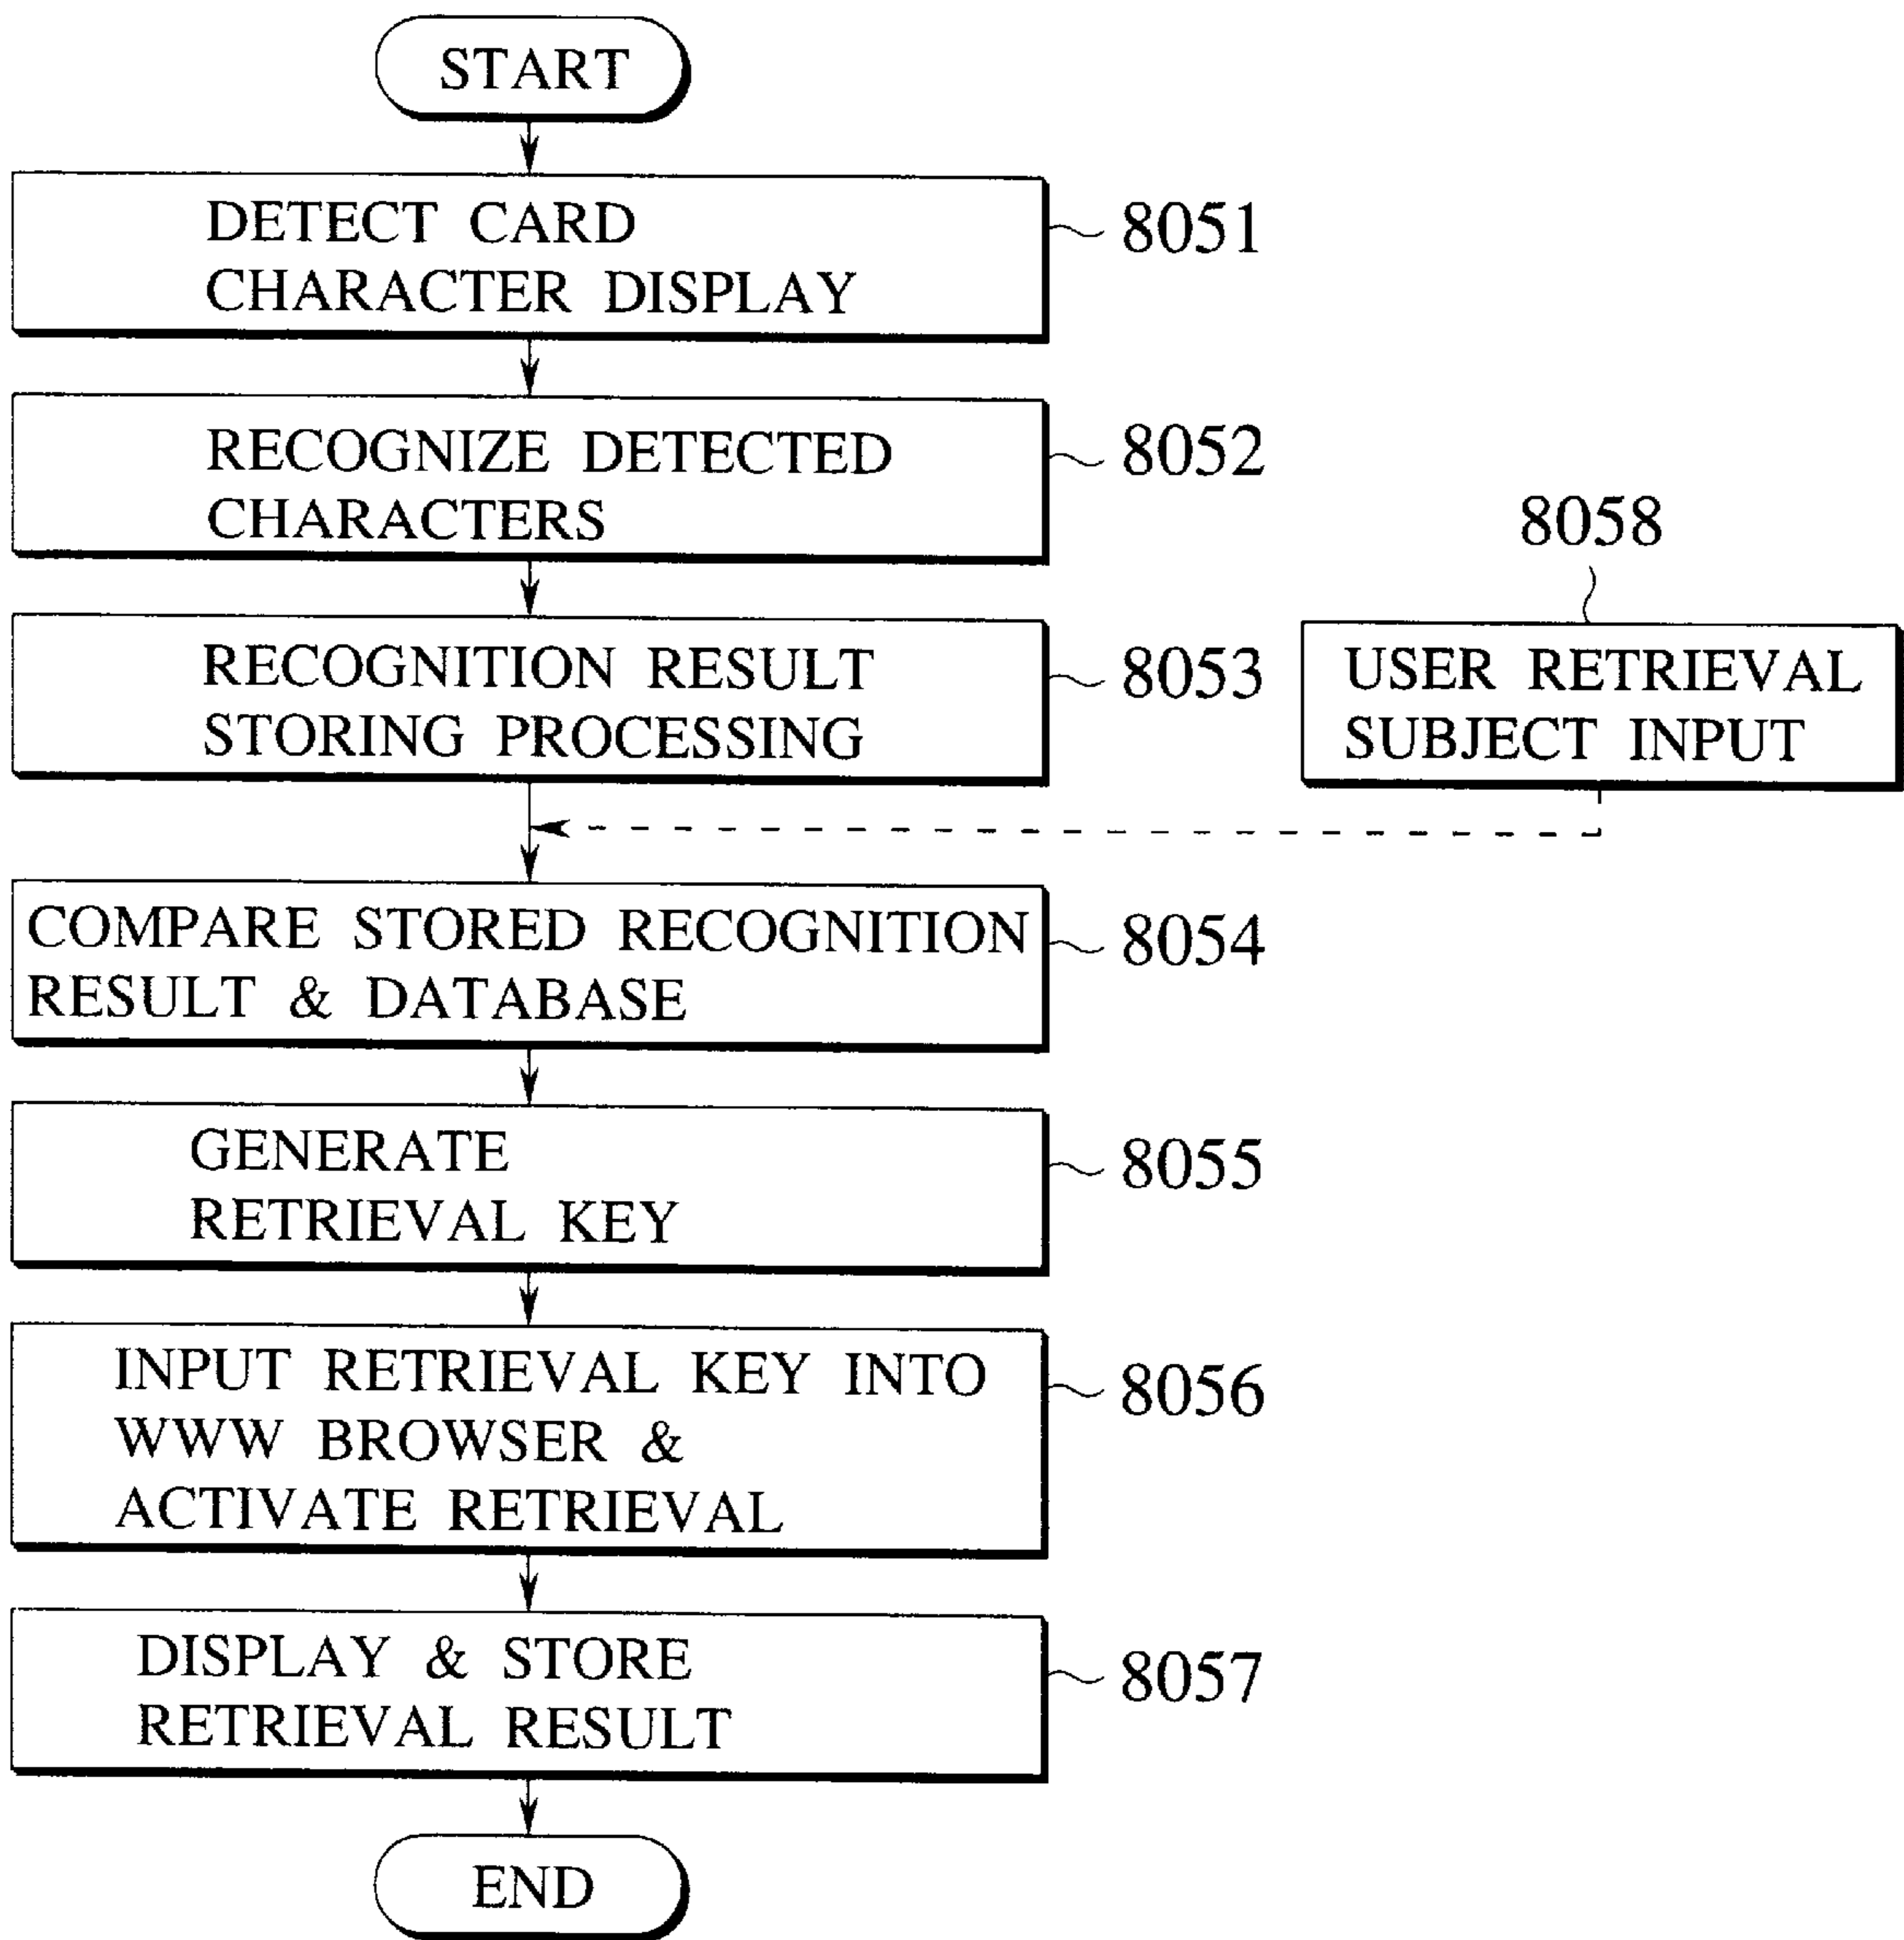 START
DETECT CARD
CHARACTER DISPLAY
8051
RECOGNIZE DETECTED
CHARACTERS
8052
RECOGNITION RESULT
STORING PROCESSING
8053
8058
USER RETRIEVAL
SUBJECT INPUT
COMPARE STORED RECOGNITION
RESULT & DATABASE
8054
GENERATE
RETRIEVAL KEY
8055
INPUT RETRIEVAL KEY INTO
WWW BROWSER &
ACTIVATE RETRIEVAL
8056
DISPLAY & STORE
RETRIEVAL RESULT
8057
END